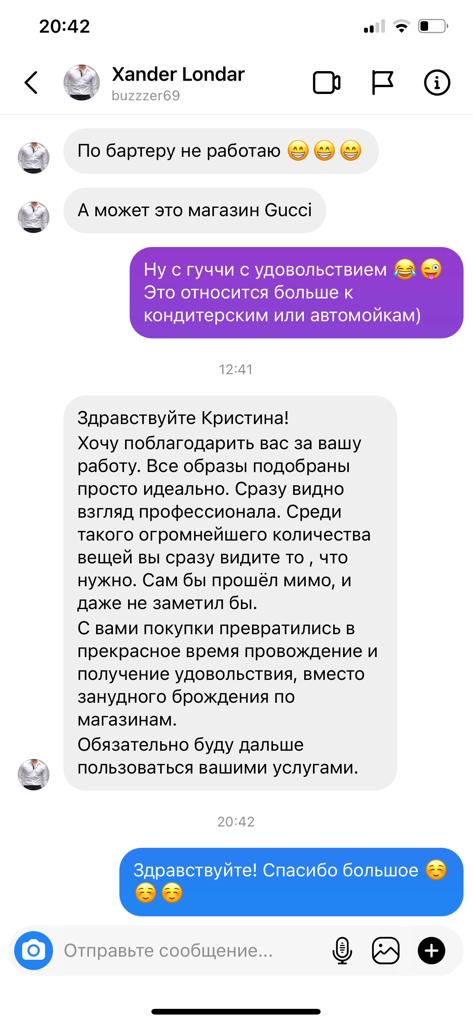 20:42
Xander Londar
buzzzer69
По бартеру не работаю 😁😁😁
А может это магазин Gucci
Ну с гуччи с удовольствием 😂😜
Это относится больше к
кондитерским или автомойкам)
12:41
Здравствуйте Кристина!
Хочу поблагодарить вас за вашу
работу. Все образы подобраны
просто идеально. Сразу видно
взгляд профессионала. Среди
такого огромнейшего количества
вещей вы сразу видите то , что
нужно. Сам бы прошёл мимо, и
даже не заметил бы.
С вами покупки превратились в
прекрасное время провождение и
получение удовольствия, вместо
занудного брождения по
магазинам.
Обязательно буду дальше
пользоваться вашими услугами.
20:42
Здравствуйте! Спасибо большое ☺️
☺️☺️
Отправьте сообщение...